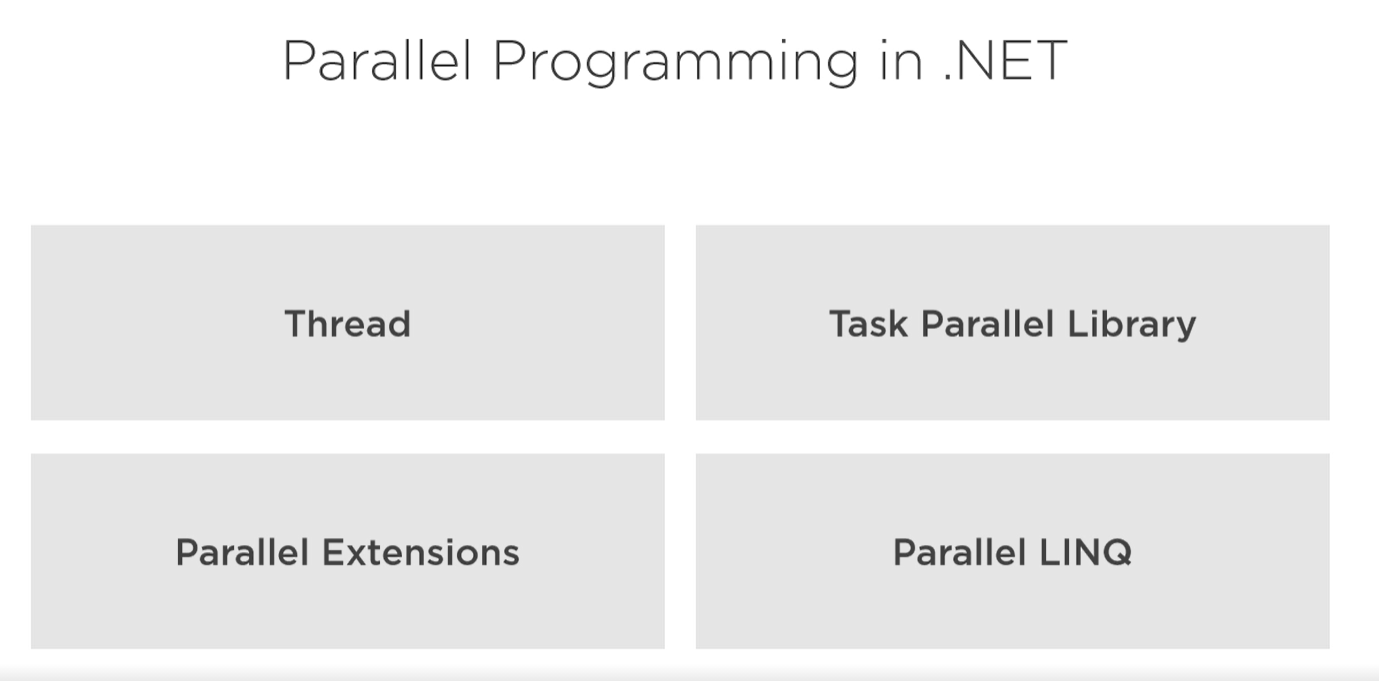 Parallel Programming in .NET
Thread
Task Parallel Library
Parallel Extensions
Parallel LINQ